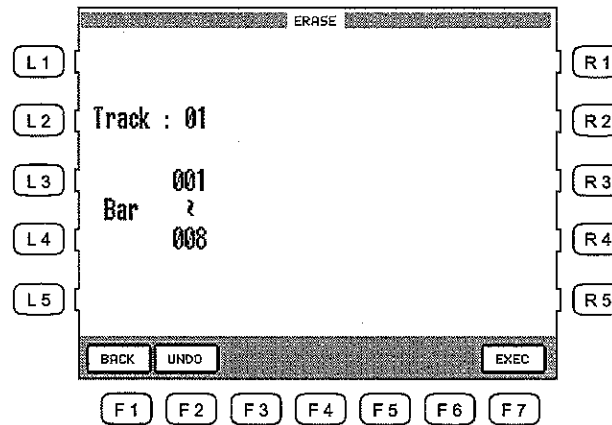 ERASE
L1
R1
L2
Track : 01
R2
L3
001
R3
Bar ~
L4
008
R4
L5
R5
BACK UNDO EXEC
F1 F2 F3 F4 F5 F6 F7